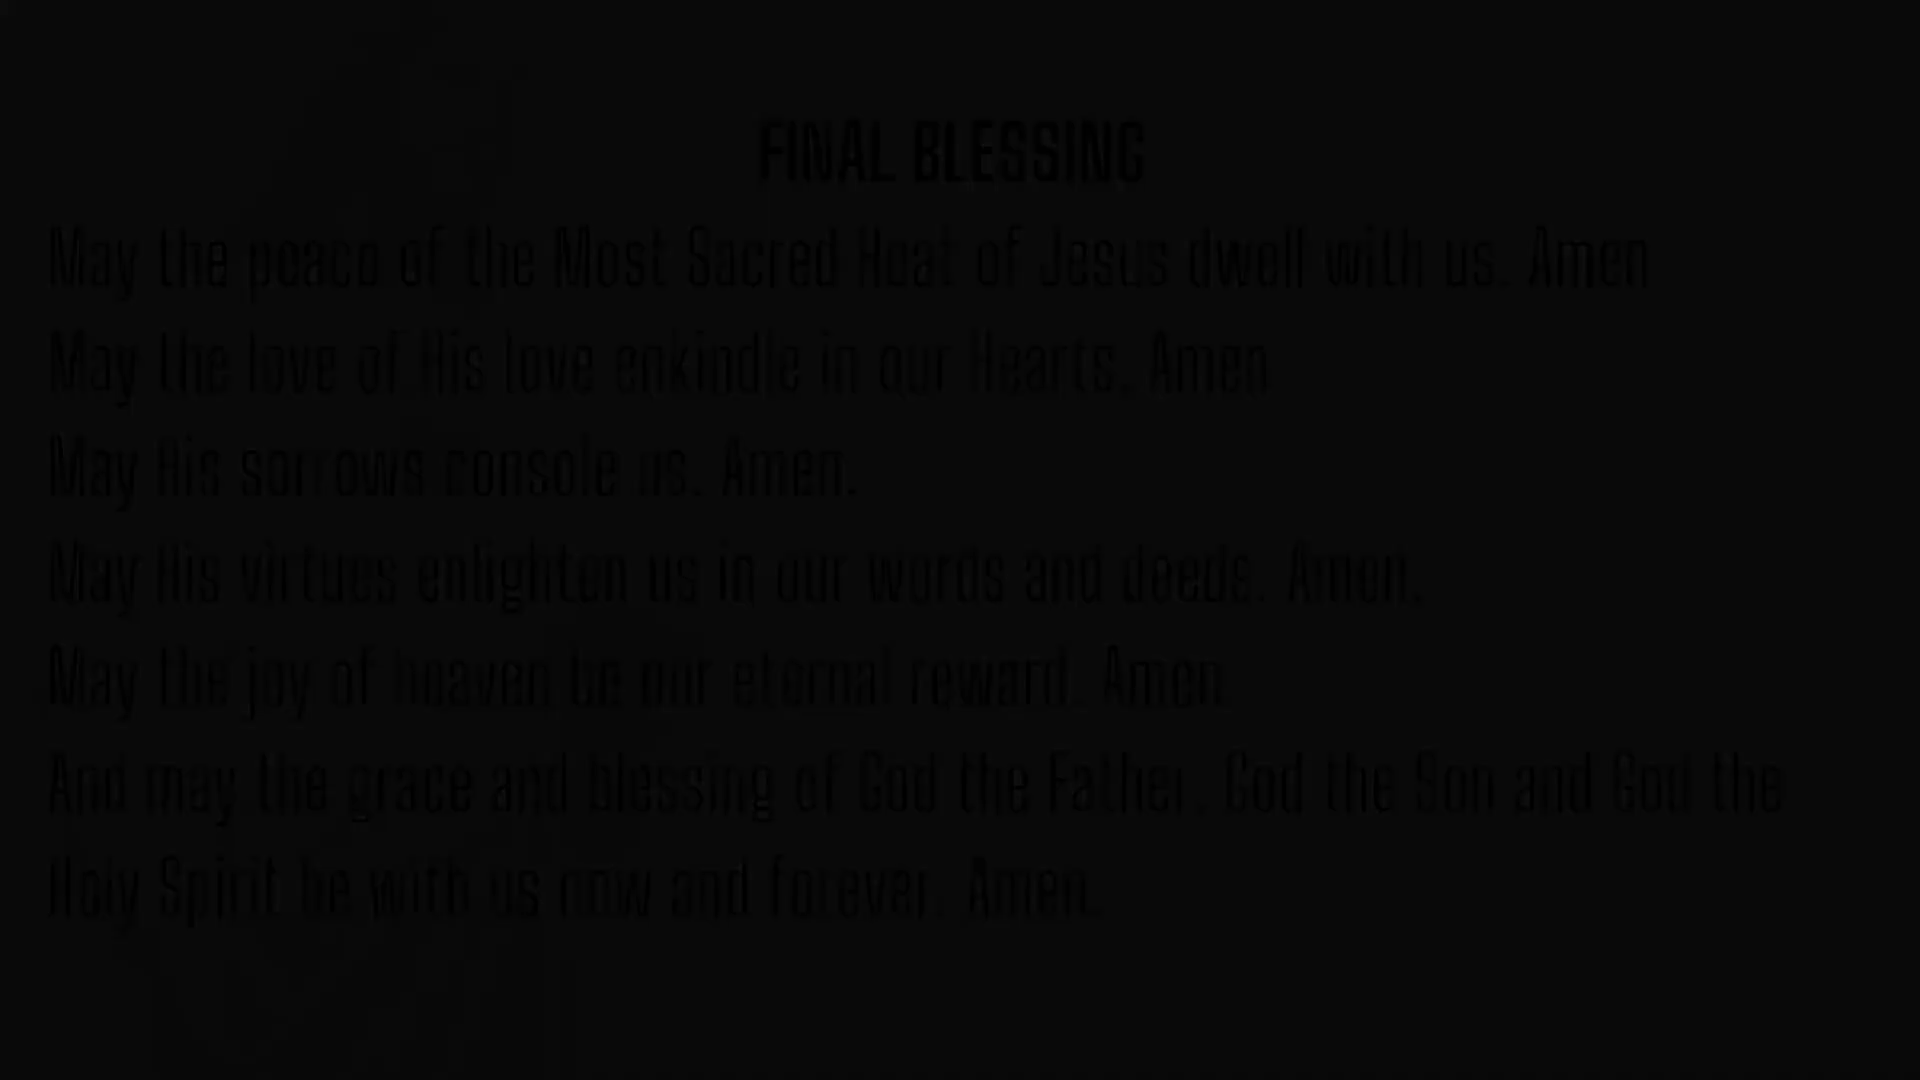 FINAL BLESSING
May the peace of the Most Sacred Heat of Jesus dwell with us. Amen
May the love of His love enkindle in our Hearts. Amen
May His sorrows console us. Amen.
May His virtues enlighten us in our words and deeds. Amen.
May the joy of heaven be our eternal reward. Amen.
And may the grace and blessing of God the Father, God the Son and God the
Holy Spirit be with us now and forever. Amen.